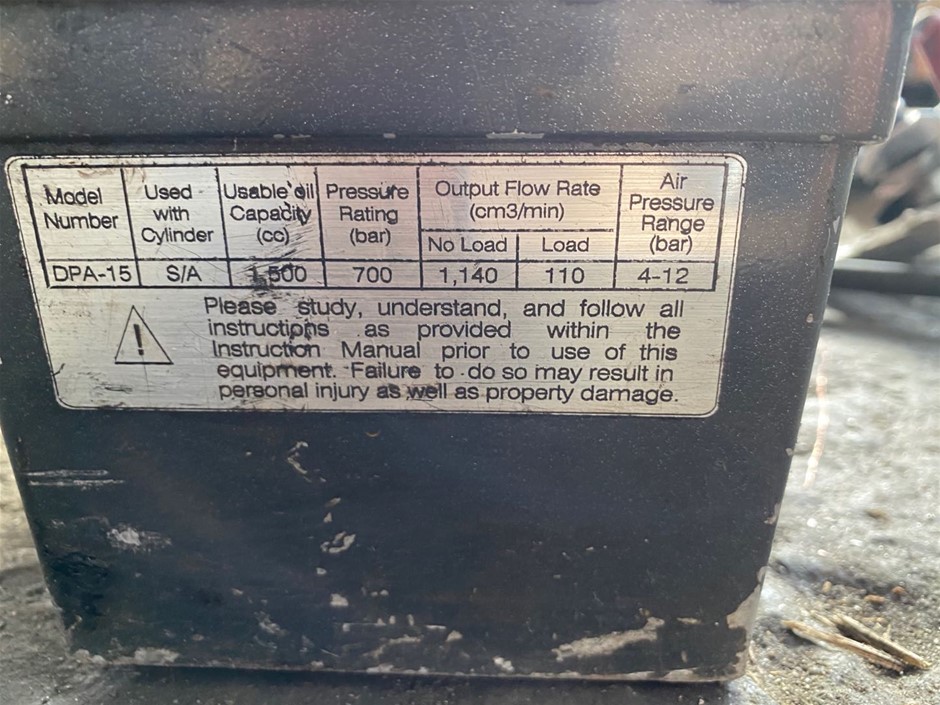 Model Number Used with Cylinder Usable oil Capacity (cc) Pressure Rating (bar) Output Flow Rate (cm3/min) Air Pressure Range (bar)
No Load Load
DPA-15 S/A 1,500 700 1,140 110 4-12
Please study, understand, and follow all
instructions as provided within the
Instruction Manual prior to use of this
equipment. Failure to do so may result in
personal injury as well as property damage.